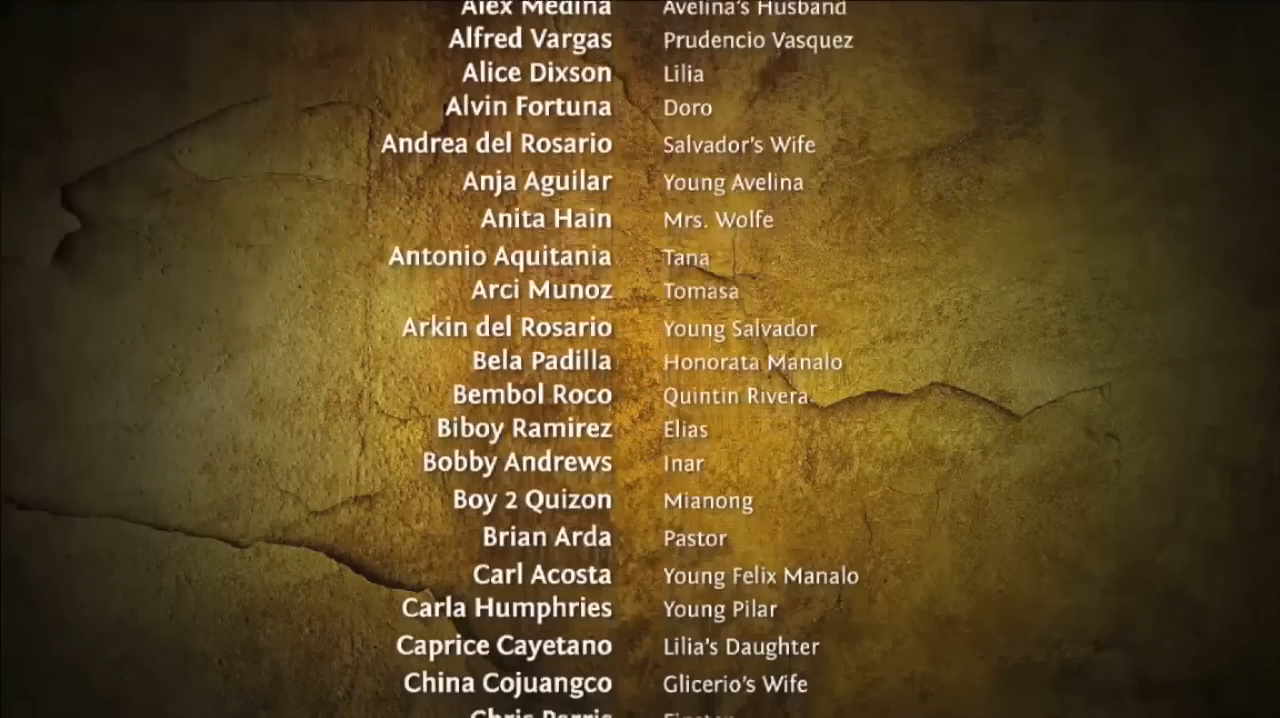 Alex Medina Avelina's Husband
Alfred Vargas Prudencio Vasquez
Alice Dixson Lilia
Alvin Fortuna Doro
Andrea del Rosario Salvador's Wife
Anja Aguilar Young Avelina
Anita Hain Mrs. Wolfe
Antonio Aquitania Tana
Arci Munoz Tomasa
Arkin del Rosario Young Salvador
Bela Padilla Honorata Manalo
Bembol Roco Quintin Rivera
Biboy Ramirez Elias
Bobby Andrews Inar
Boy 2 Quizon Mianong
Brian Arda Pastor
Carl Acosta Young Felix Manalo
Carla Humphries Young Pilar
Caprice Cayetano Lilia's Daughter
China Cojuangco Glicerio's Wife
Chris